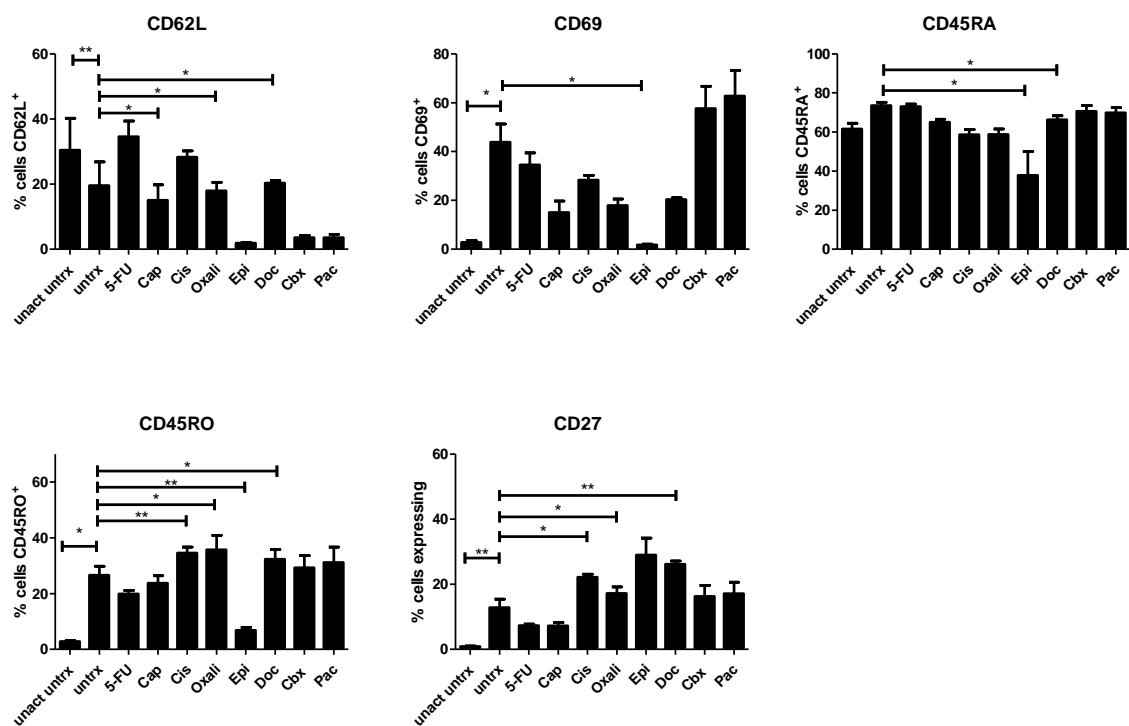 CD62L
% cells CD62L+
60
40
20
0
**
*
*
*
unact untrx
untrx
5-FU
Cap
Cis
Oxali
Epi
Doc
Cbx
Pac
CD69
% cells CD69+
80
60
40
20
0
*
*
unact untrx
untrx
5-FU
Cap
Cis
Oxali
Epi
Doc
Cbx
Pac
CD45RA
% cells CD45RA+
100
80
60
40
20
0
*
*
unact untrx
untrx
5-FU
Cap
Cis
Oxali
Epi
Doc
Cbx
Pac
CD45RO
% cells CD45RO+
60
40
20
0
*
**
*
**
*
unact untrx
untrx
5-FU
Cap
Cis
Oxali
Epi
Doc
Cbx
Pac
CD27
% cells expressing
60
40
20
0
**
*
*
**
unact untrx
untrx
5-FU
Cap
Cis
Oxali
Epi
Doc
Cbx
Pac